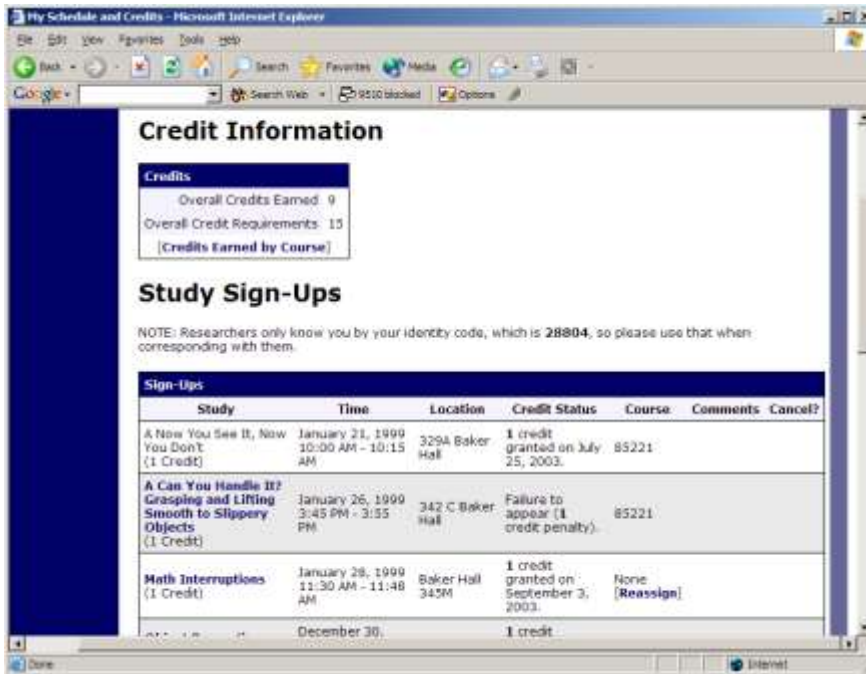 My Schedule and Credits - Microsoft Internet Explorer
File Edit View Favorites Tools Help
Back Search Favorites Media
Google Search Web 9510 blocked Options
Credit Information
Credits
Overall Credits Earned 9
Overall Credit Requirements 15
[Credits Earned by Course]
Study Sign-Ups
NOTE: Researchers only know you by your identity code, which is 28804, so please use that when
corresponding with them.
Sign-Ups
Study Time Location Credit Status Course Comments Cancel?
A Now You See It, Now
You Don't
(1 Credit)
January 21, 1999
10:00 AM - 10:15
AM
329A Baker
Hall
1 credit
granted on July
25, 2003.
85221
A Can You Handle It?
Grasping and Lifting
Smooth to Slippery
Objects
(1 Credit)
January 26, 1999
3:45 PM - 3:55
PM
342 C Baker
Hall
Failure to
appear (1
credit penalty).
85221
Math Interruptions
(1 Credit)
January 28, 1999
11:30 AM - 11:48
AM
Baker Hall
345M
1 credit
granted on
September 3,
2003.
None
[Reassign]
December 30,
1 credit
Done
Internet